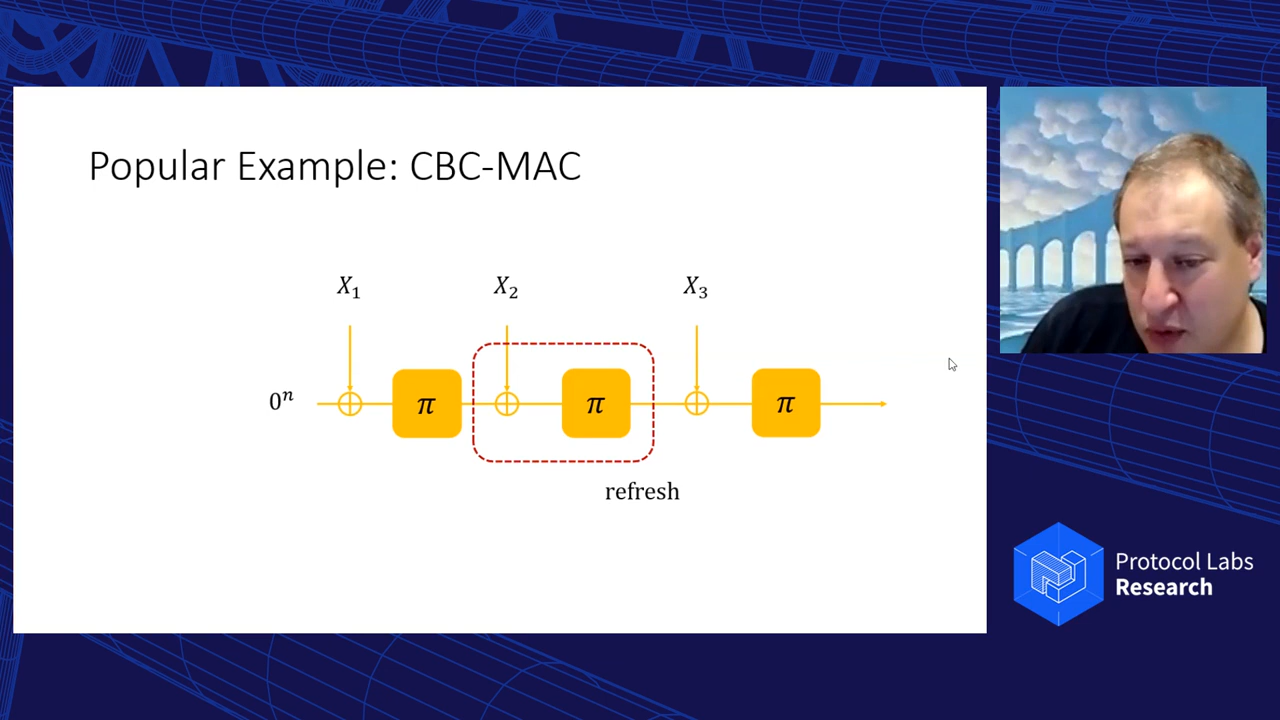 Popular Example: CBC-MAC
X₁ X₂ X₃
0ⁿ π π π
refresh
Protocol Labs
Research